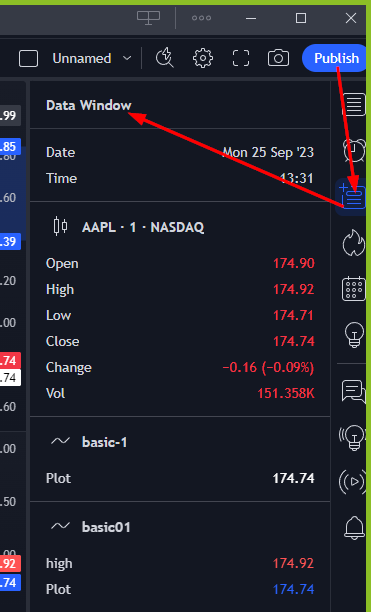 Unnamed
Publish
Data Window
.99
.85
.80
Date Mon 25 Sep '23
Time 13:31
.60
AAPL · 1 · NASDAQ
.39
Open 174.90
.20
High 174.92
Low 174.71
.00
Close 174.74
.74
Change −0.16 (−0.09%)
.74
Vol 151.358K
.60
basic-1
.00
Plot 174.74
.50
basic01
.00
high 174.92
.92
Plot 174.74
.74